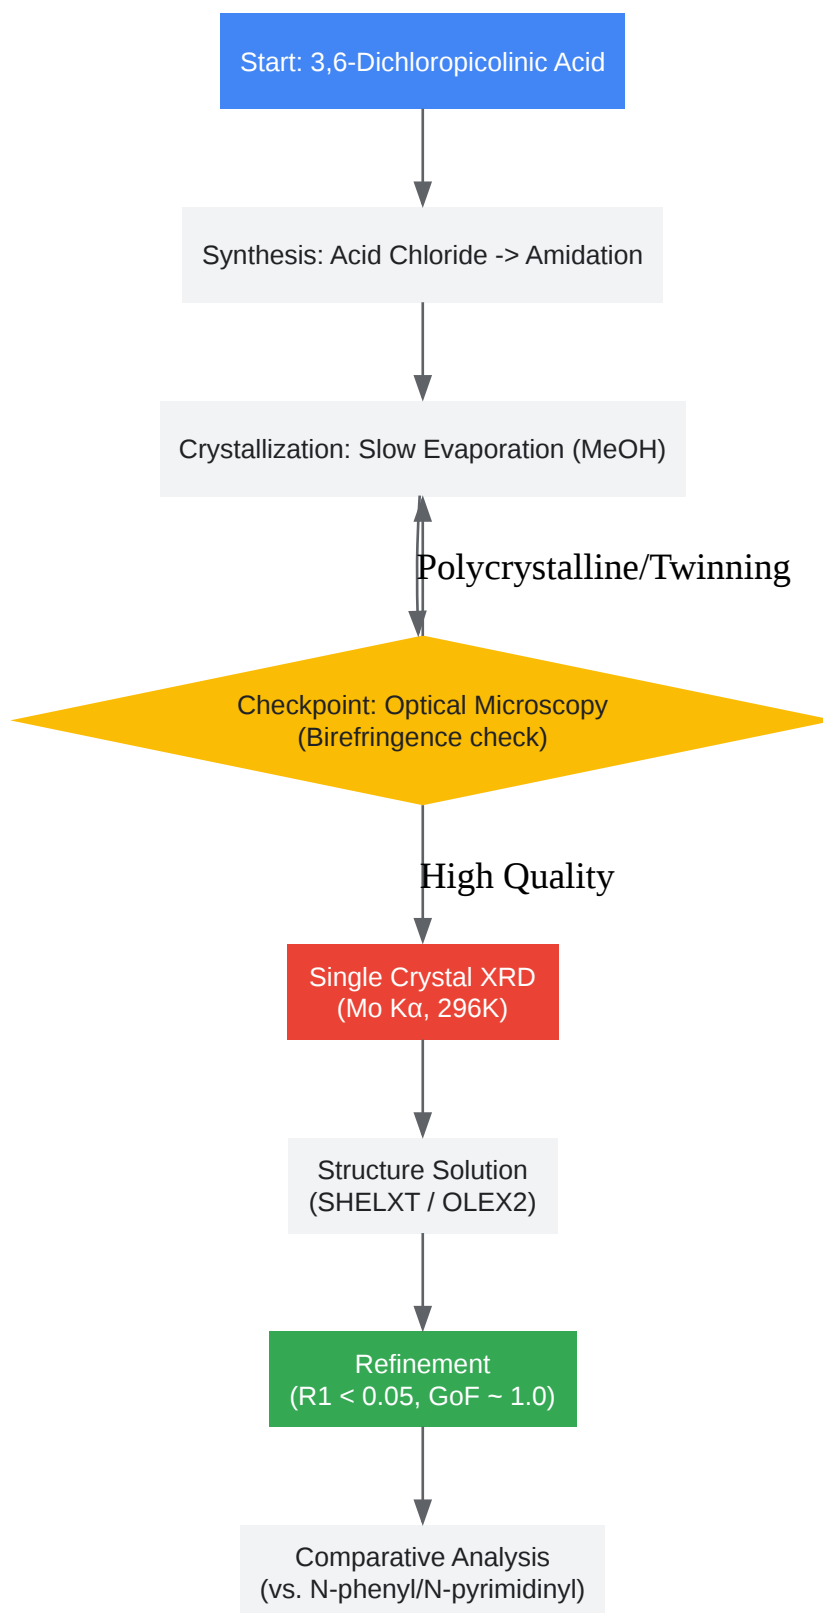 Start: 3,6-Dichloropicolinic Acid
Synthesis: Acid Chloride -> Amidation
Crystallization: Slow Evaporation (MeOH)
Polycrystalline/Twinning
Checkpoint: Optical Microscopy
(Birefringence check)
High Quality
Single Crystal XRD
(Mo Kα, 296K)
Structure Solution
(SHELXT / OLEX2)
Refinement
(R1 < 0.05, GoF ~ 1.0)
Comparative Analysis
(vs. N-phenyl/N-pyrimidinyl)